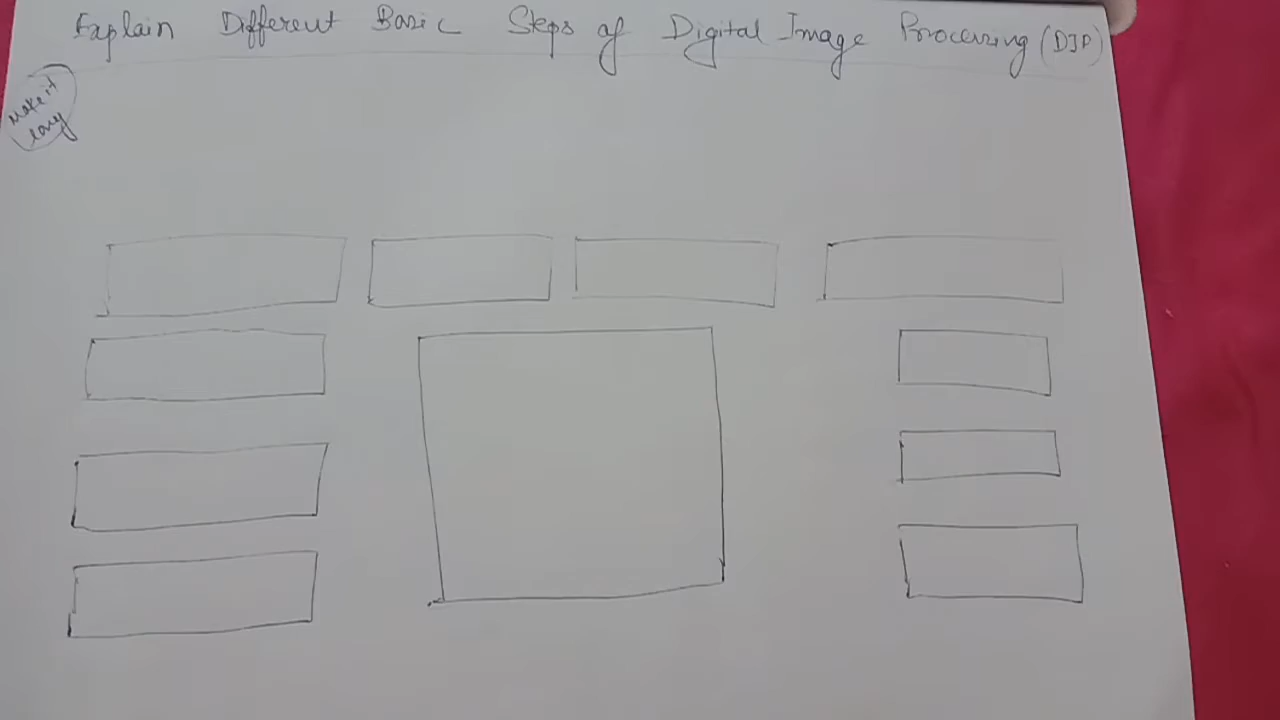 Explain Different Basic Steps of Digital Image Processing (DIP)
Make it
easy